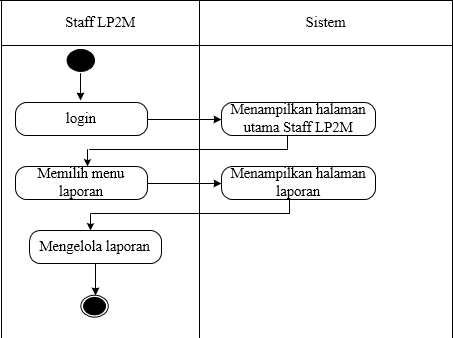 Staff LP2M
Sistem
login
Menampilkan halaman
utama Staff LP2M
Memilih menu
laporan
Menampilkan halaman
laporan
Mengelola laporan